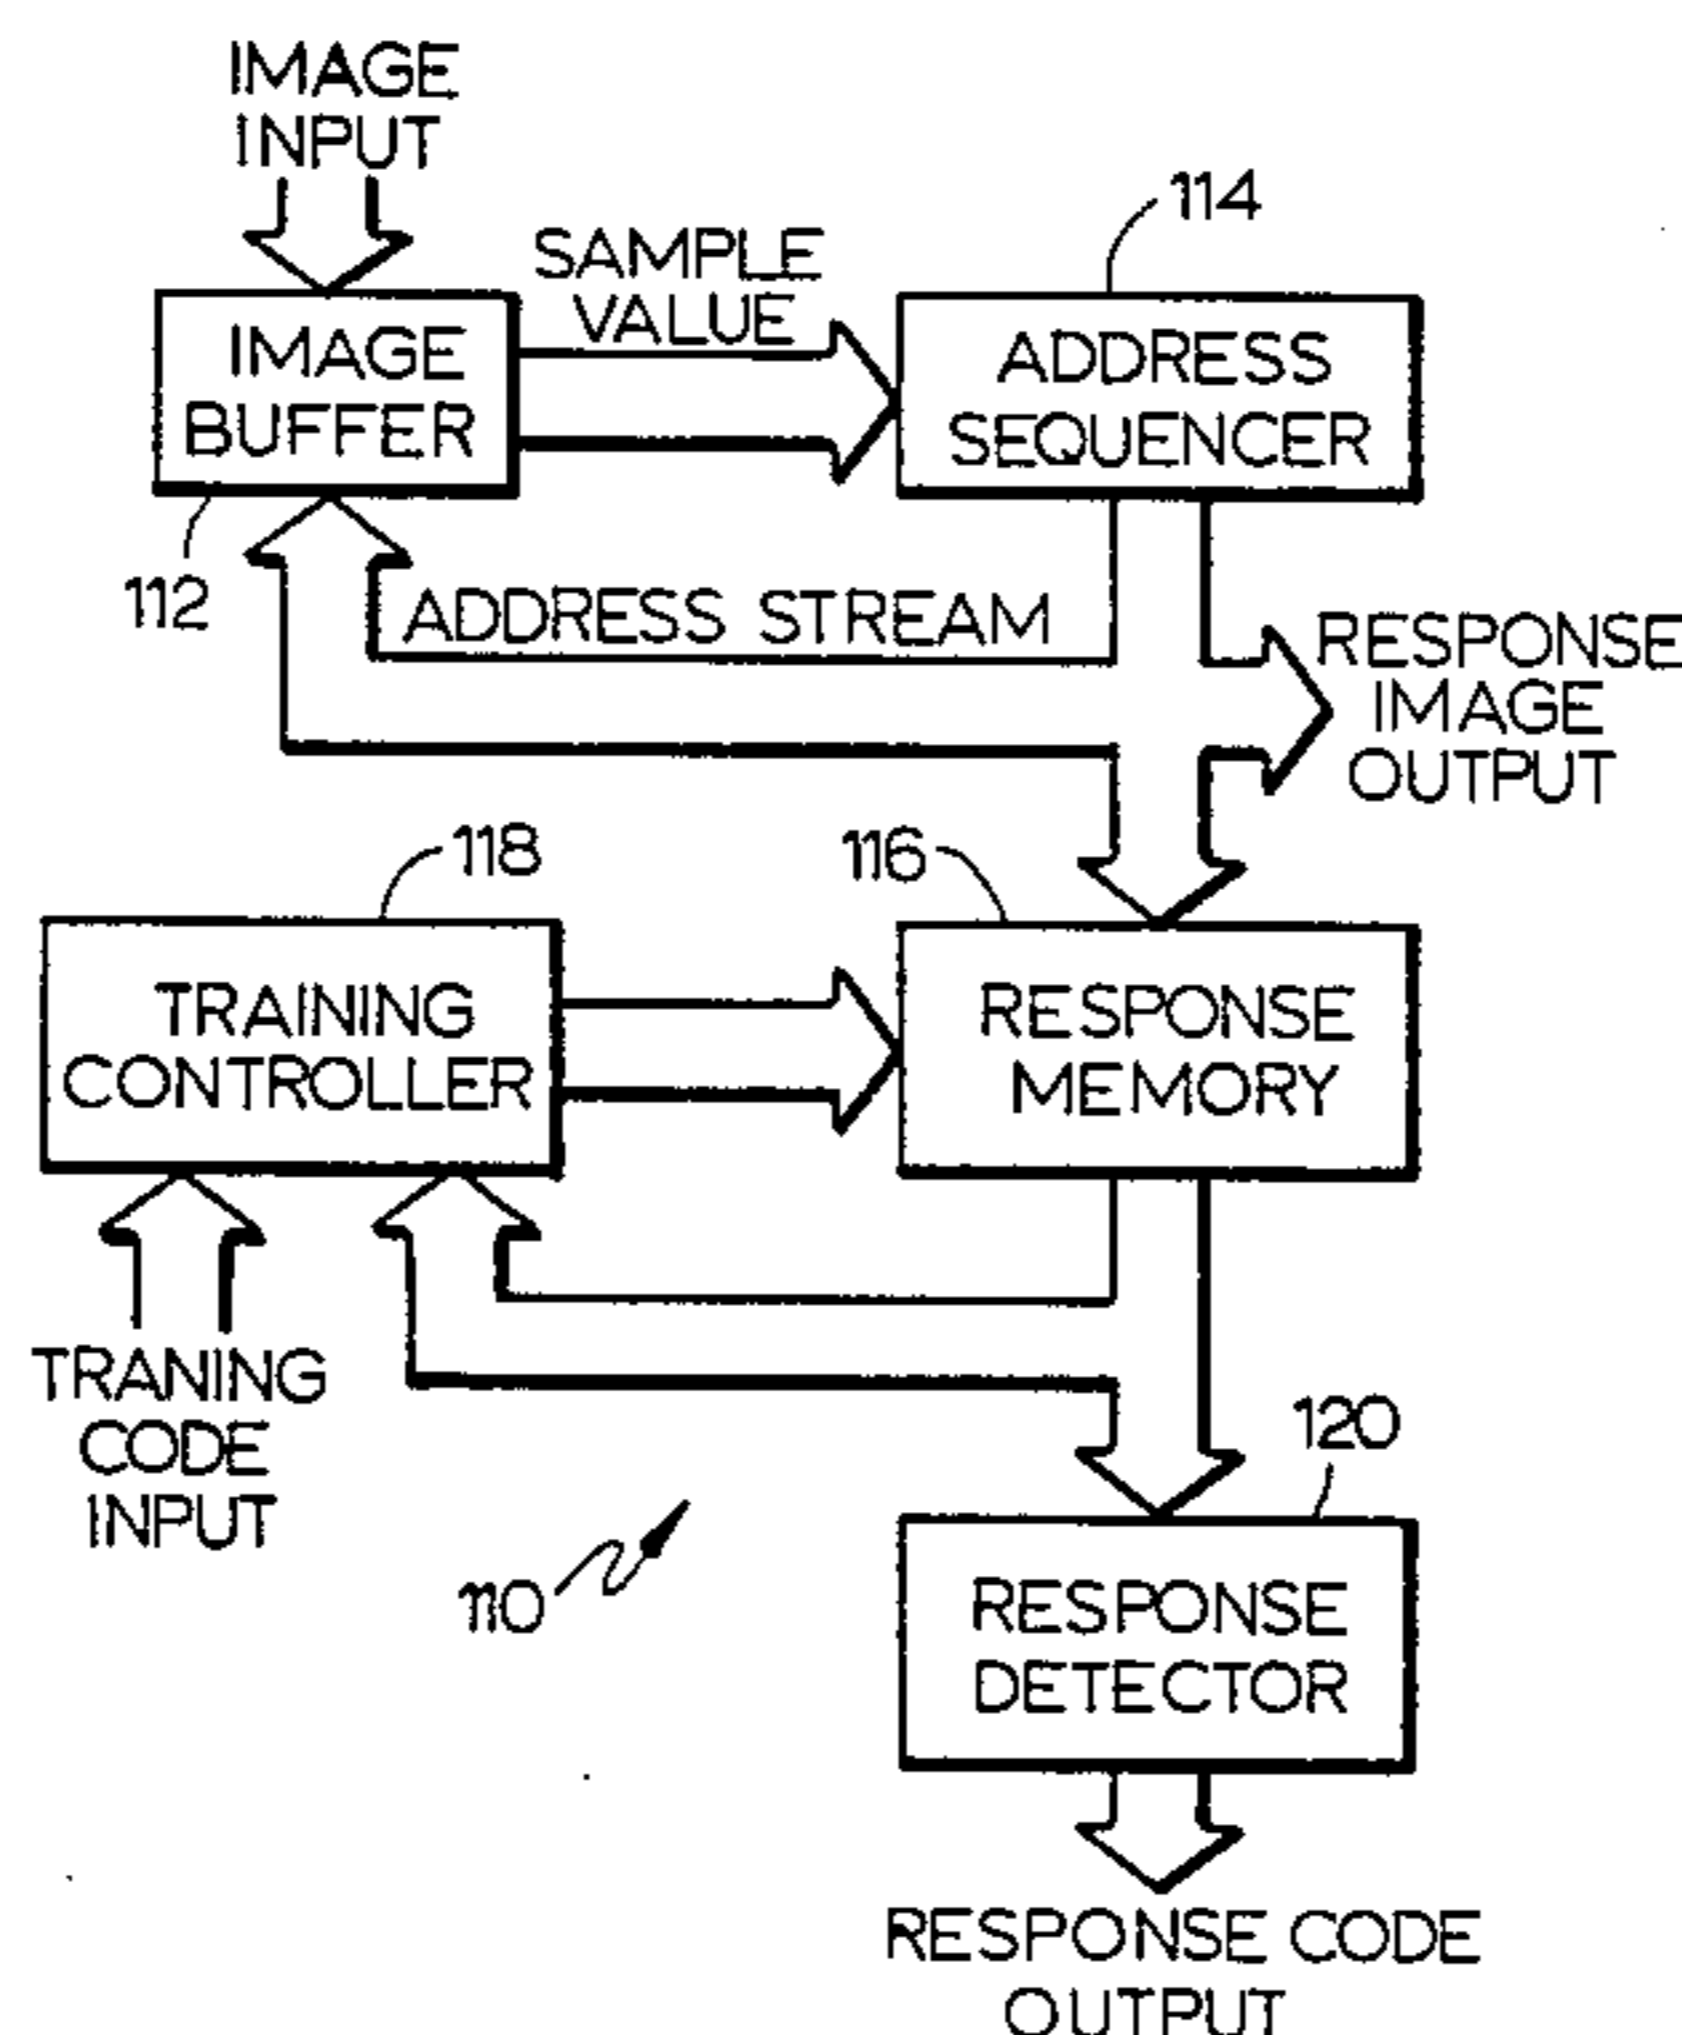 IMAGE
INPUT
114
SAMPLE
VALUE
IMAGE
BUFFER
ADDRESS
SEQUENCER
112
ADDRESS STREAM
RESPONSE
IMAGE
OUTPUT
118
116
TRAINING
CONTROLLER
RESPONSE
MEMORY
TRANING
CODE
INPUT
120
110
RESPONSE
DETECTOR
RESPONSE CODE
OUTPUT